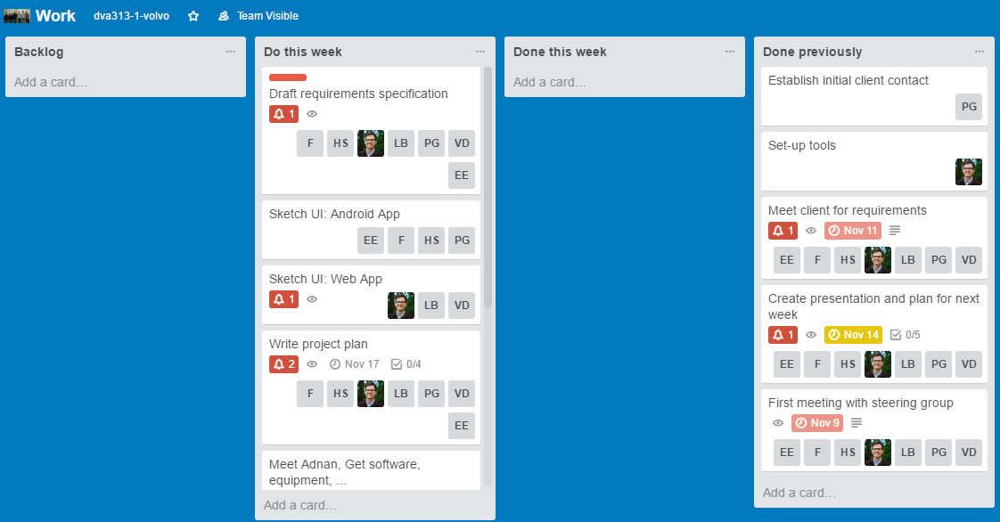 Work dva313-1-volvo Team Visible
Backlog
Add a card…
Do this week
Draft requirements specification
1
F HS LB PG VD
EE
Sketch UI: Android App
EE F HS PG
Sketch UI: Web App
1
LB VD
Write project plan
2 Nov 17 0/4
F HS LB PG VD
EE
Meet Adnan, Get software,
equipment, ...
Add a card…
Done this week
Add a card…
Done previously
Establish initial client contact
PG
Set-up tools
Meet client for requirements
1 Nov 11
EE F HS LB PG VD
Create presentation and plan for next
week
1 Nov 14 0/5
EE F HS LB PG VD
First meeting with steering group
Nov 9
EE F HS LB PG VD
Add a card…